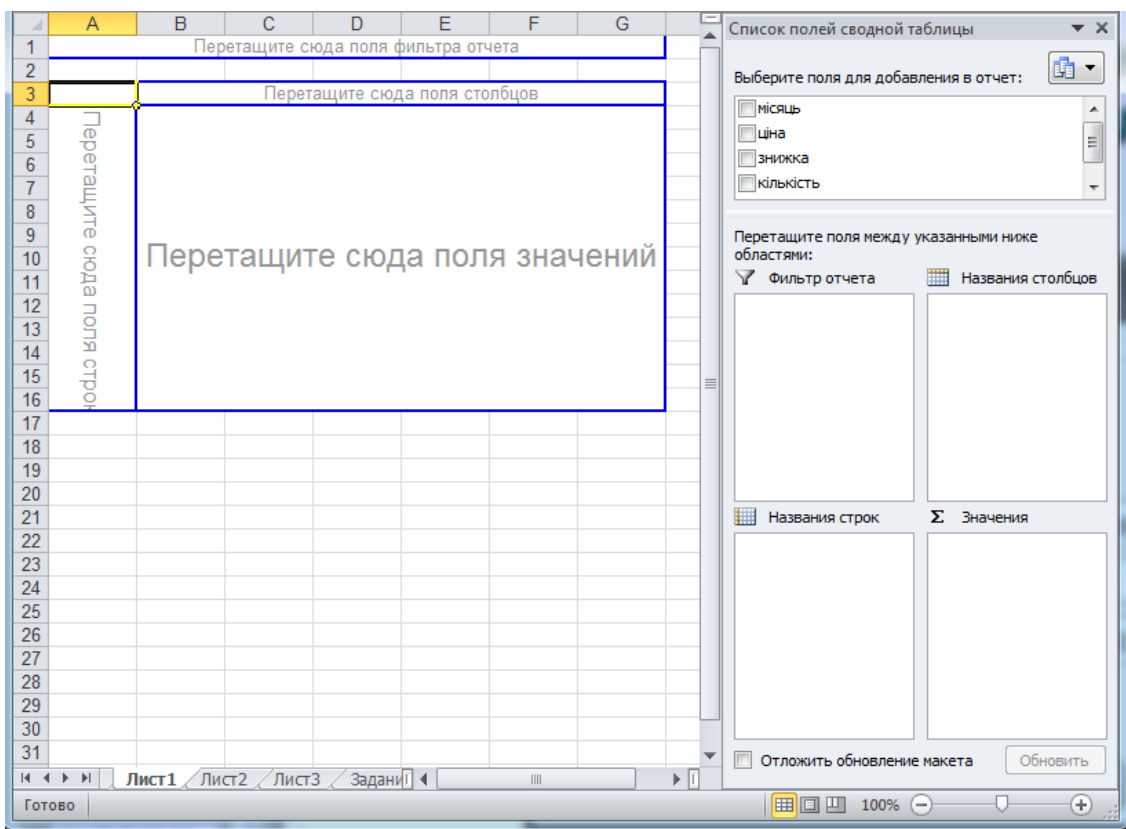 A B C D E F G
Список полей сводной таблицы
1 Перетащите сюда поля фильтра отчета
2
Выберите поля для добавления в отчет:
3 Перетащите сюда поля столбцов
місяць
ціна
знижка
кількість
4
5
6
7
8
9
10
11
12
13
14
15
16
Перетащите сюда поля строк
Перетащите сюда поля значений
Перетащите поля между указанными ниже
областями:
Фильтр отчета
Названия столбцов
17
18
19
20
21
22
23
24
25
26
27
28
29
30
31
Названия строк
Σ Значения
Отложить обновление макета
Обновить
Лист1 Лист2 Лист3 Задани
Готово
100%